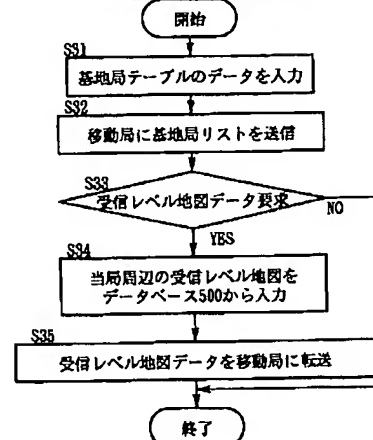 開始
S31
基地局テーブルのデータを入力
S32
移動局に基地局リストを送信
S33
受信レベル地図データ要求
NO
YES
S34
当局周辺の受信レベル地図を
データベース500から入力
S35
受信レベル地図データを移動局に転送
終了